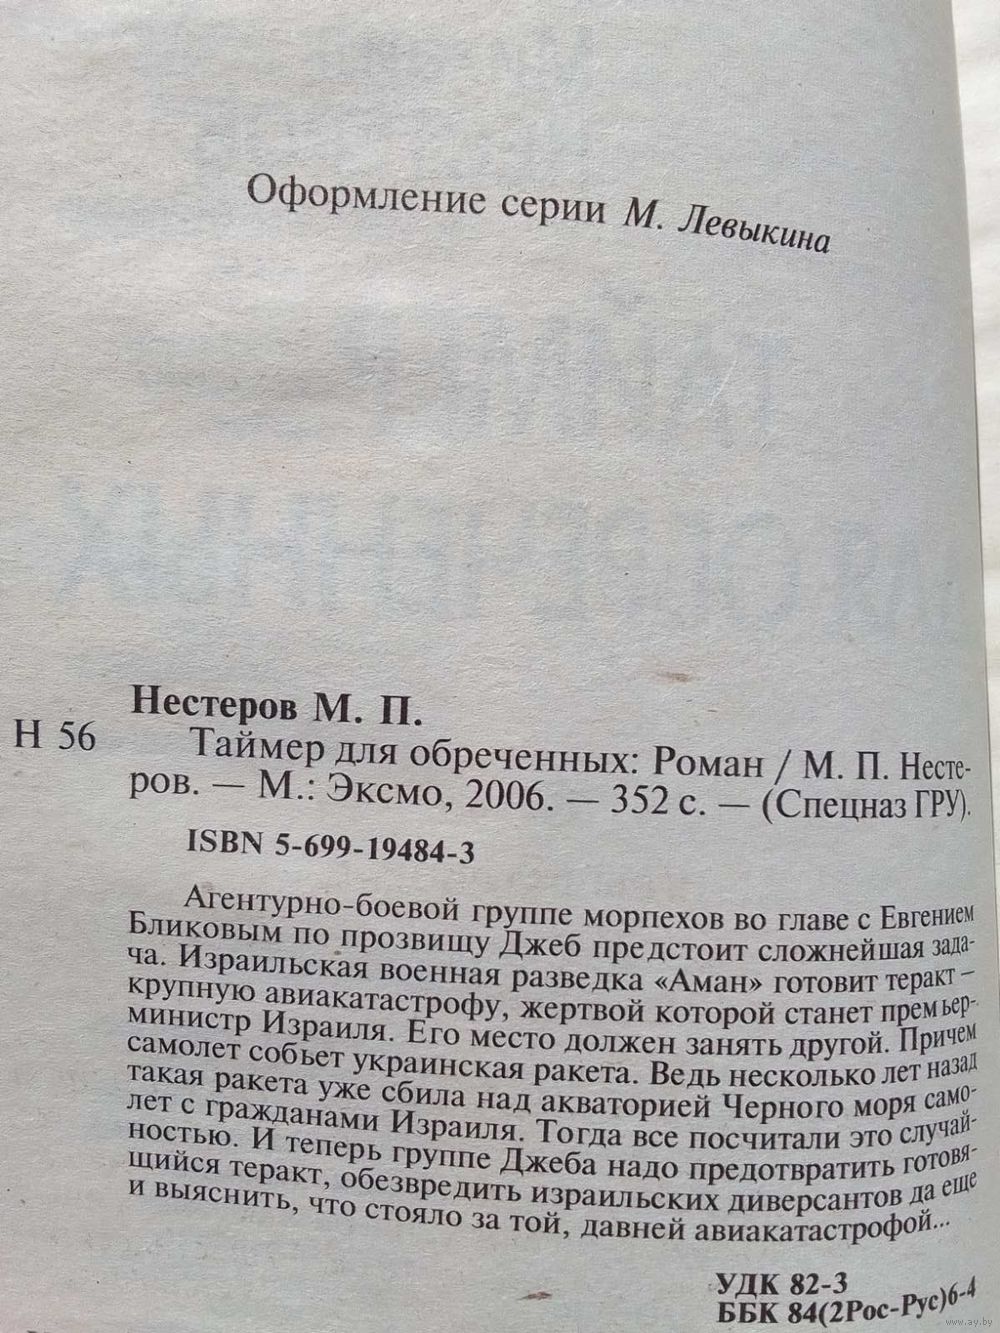 Оформление серии М. Левыкина
Нестеров М. П.
Н 56
Таймер для обреченных: Роман / М. П. Несте-
ров. — М.: Эксмо, 2006. — 352 с. — (Спецназ ГРУ).
ISBN 5-699-19484-3
Агентурно-боевой группе морпехов во главе с Евгением
Бликовым по прозвищу Джеб предстоит сложнейшая зада-
ча. Израильская военная разведка «Аман» готовит теракт –
крупную авиакатастрофу, жертвой которой станет премьер-
министр Израиля. Его место должен занять другой. Причем
самолет собьет украинская ракета. Ведь несколько лет назад
такая ракета уже сбила над акваторией Черного моря само-
лет с гражданами Израиля. Тогда все посчитали это случай-
ностью. И теперь группе Джеба надо предотвратить готовя-
щийся теракт, обезвредить израильских диверсантов да еще
и выяснить, что стояло за той, давней авиакатастрофой...
УДК 82-3
ББК 84(2Рос-Рус)6-4
www.ay.by